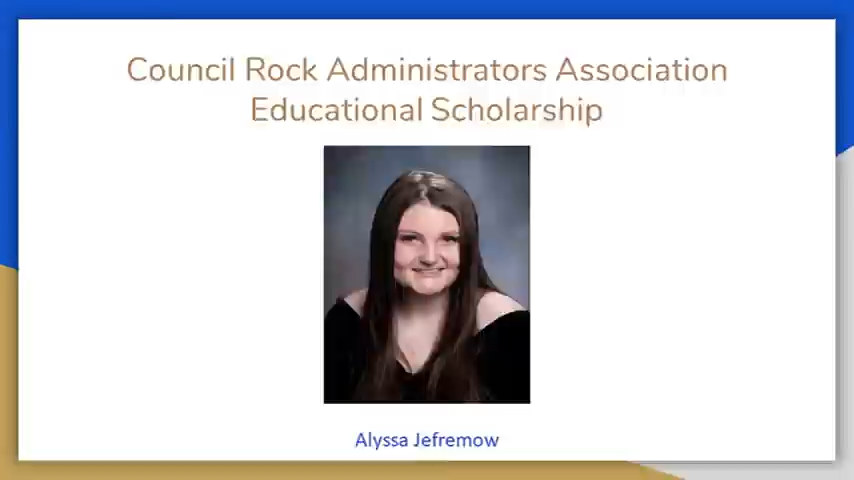 Council Rock Administrators Association
Educational Scholarship
Alyssa Jefremow